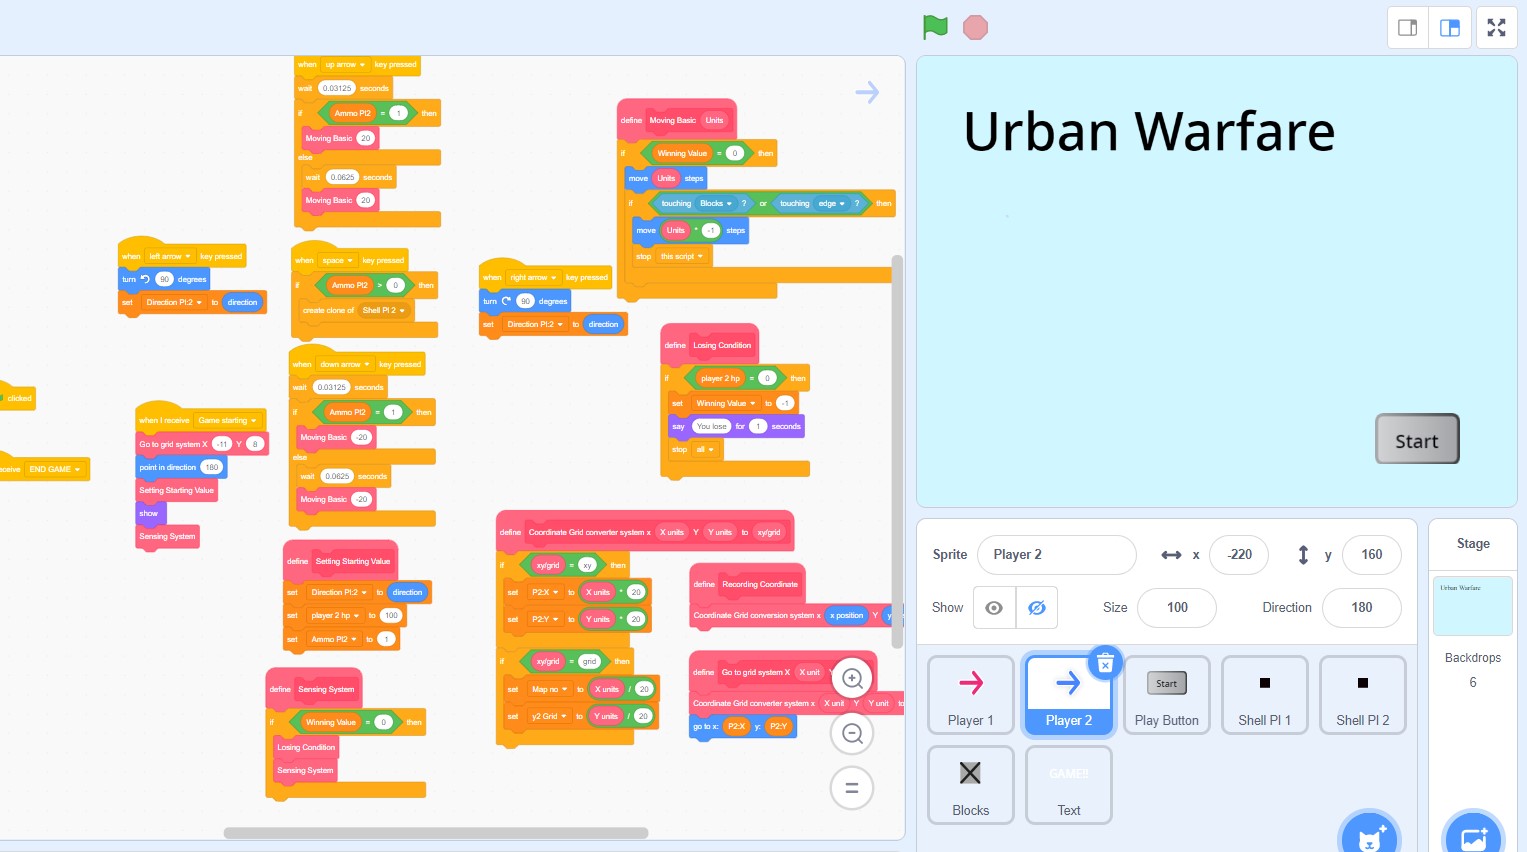 when up arrow key pressed
wait 0.03125 seconds
if Ammo Pl2 = 1 then
Moving Basic 20
else
wait 0.0625 seconds
Moving Basic 20
when left arrow key pressed
turn 90 degrees
set Direction Pl:2 to direction
when space key pressed
if Ammo Pl2 > 0 then
create clone of Shell Pl 2
when right arrow key pressed
turn 90 degrees
set Direction Pl:2 to direction
define Moving Basic Units
if Winning Value = 0 then
move Units steps
if touching Blocks ? or touching edge ? then
move Units * -1 steps
stop this script
when down arrow key pressed
wait 0.03125 seconds
if Ammo Pl2 = 1 then
Moving Basic -20
else
wait 0.0625 seconds
Moving Basic -20
define Losing Condition
if player 2 hp = 0 then
set Winning Value to -1
say You lose for 1 seconds
stop all
clicked
eceive END GAME
when I receive Game starting
Go to grid system X -11 Y 8
point in direction 180
Setting Starting Value
show
Sensing System
define Setting Starting Value
set Direction Pl:2 to direction
set player 2 hp to 100
set Ammo Pl2 to 1
define Sensing System
if Winning Value = 0 then
Losing Condition
Sensing System
define Coordinate Grid converter system x X units Y Y units to xy/grid
if xy/grid = xy then
set P2:X to X units * 20
set P2:Y to Y units * 20
if xy/grid = grid then
set Map no to X units / 20
set y2 Grid to Y units / 20
define Recording Coordinate
Coordinate Grid conversion system x x position Y y
define Go to grid system X X unit Y
Coordinate Grid converter system x X unit Y Y unit to
go to x: P2:X y: P2:Y
Urban Warfare
Start
Sprite Player 2 x -220 y 160
Show Size 100 Direction 180
Stage
Urban Warfare
Backdrops
6
Player 1
Player 2
Start
Play Button
Shell Pl 1
Shell Pl 2
Blocks
GAME!!
Text